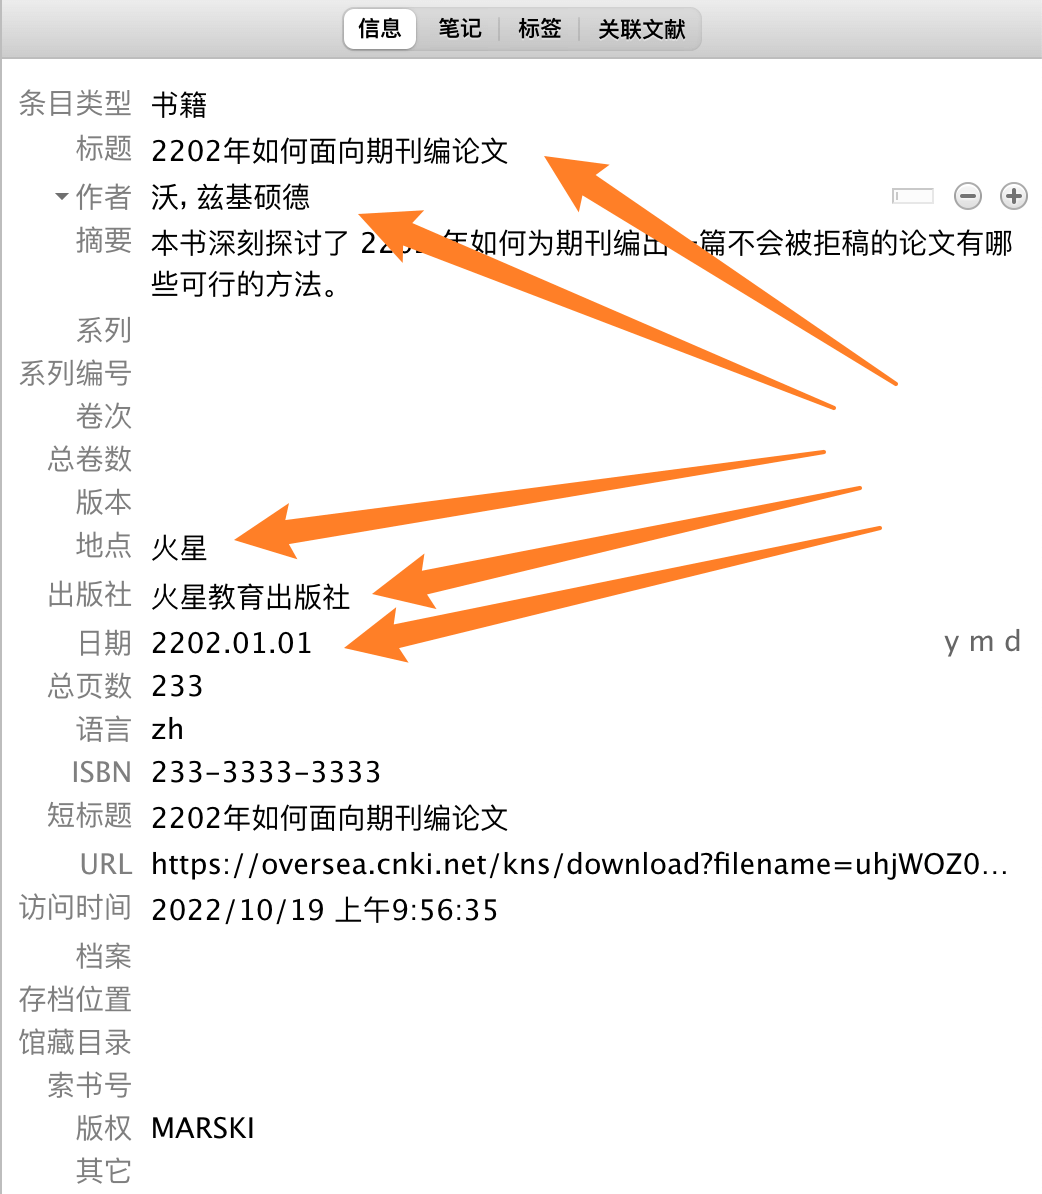 信息 笔记 标签 关联文献
条目类型 书籍
标题 2202年如何面向期刊编论文
作者 沃, 兹基硕德
摘要 本书深刻探讨了 22 年如何为期刊编出 篇不会被拒稿的论文有哪
些可行的方法。
系列
系列编号
卷次
总卷数
版本
地点 火星
出版社 火星教育出版社
日期 2202.01.01 y m d
总页数 233
语言 zh
ISBN 233-3333-3333
短标题 2202年如何面向期刊编论文
URL https://oversea.cnki.net/kns/download?filename=uhjWOZ0...
访问时间 2022/10/19 上午9:56:35
档案
存档位置
馆藏目录
索书号
版权 MARSKI
其它